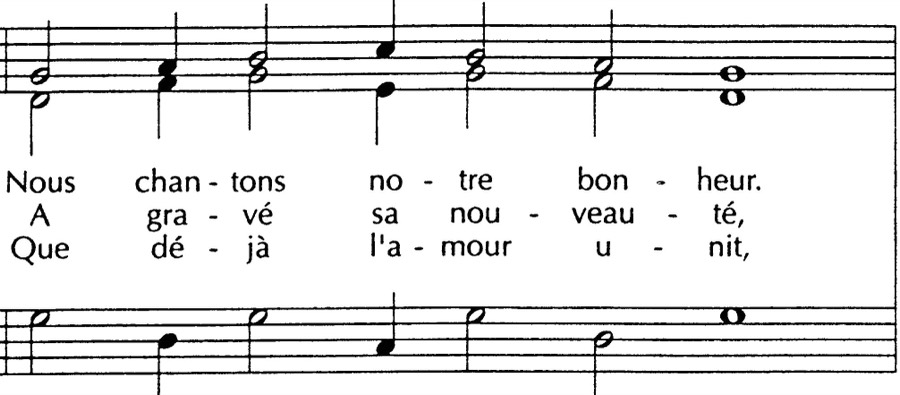 Nous chan - tons no - tre bon - heur.
A gra - vé sa nou - veau - té,
Que dé - jà l'a - mour u - nit,